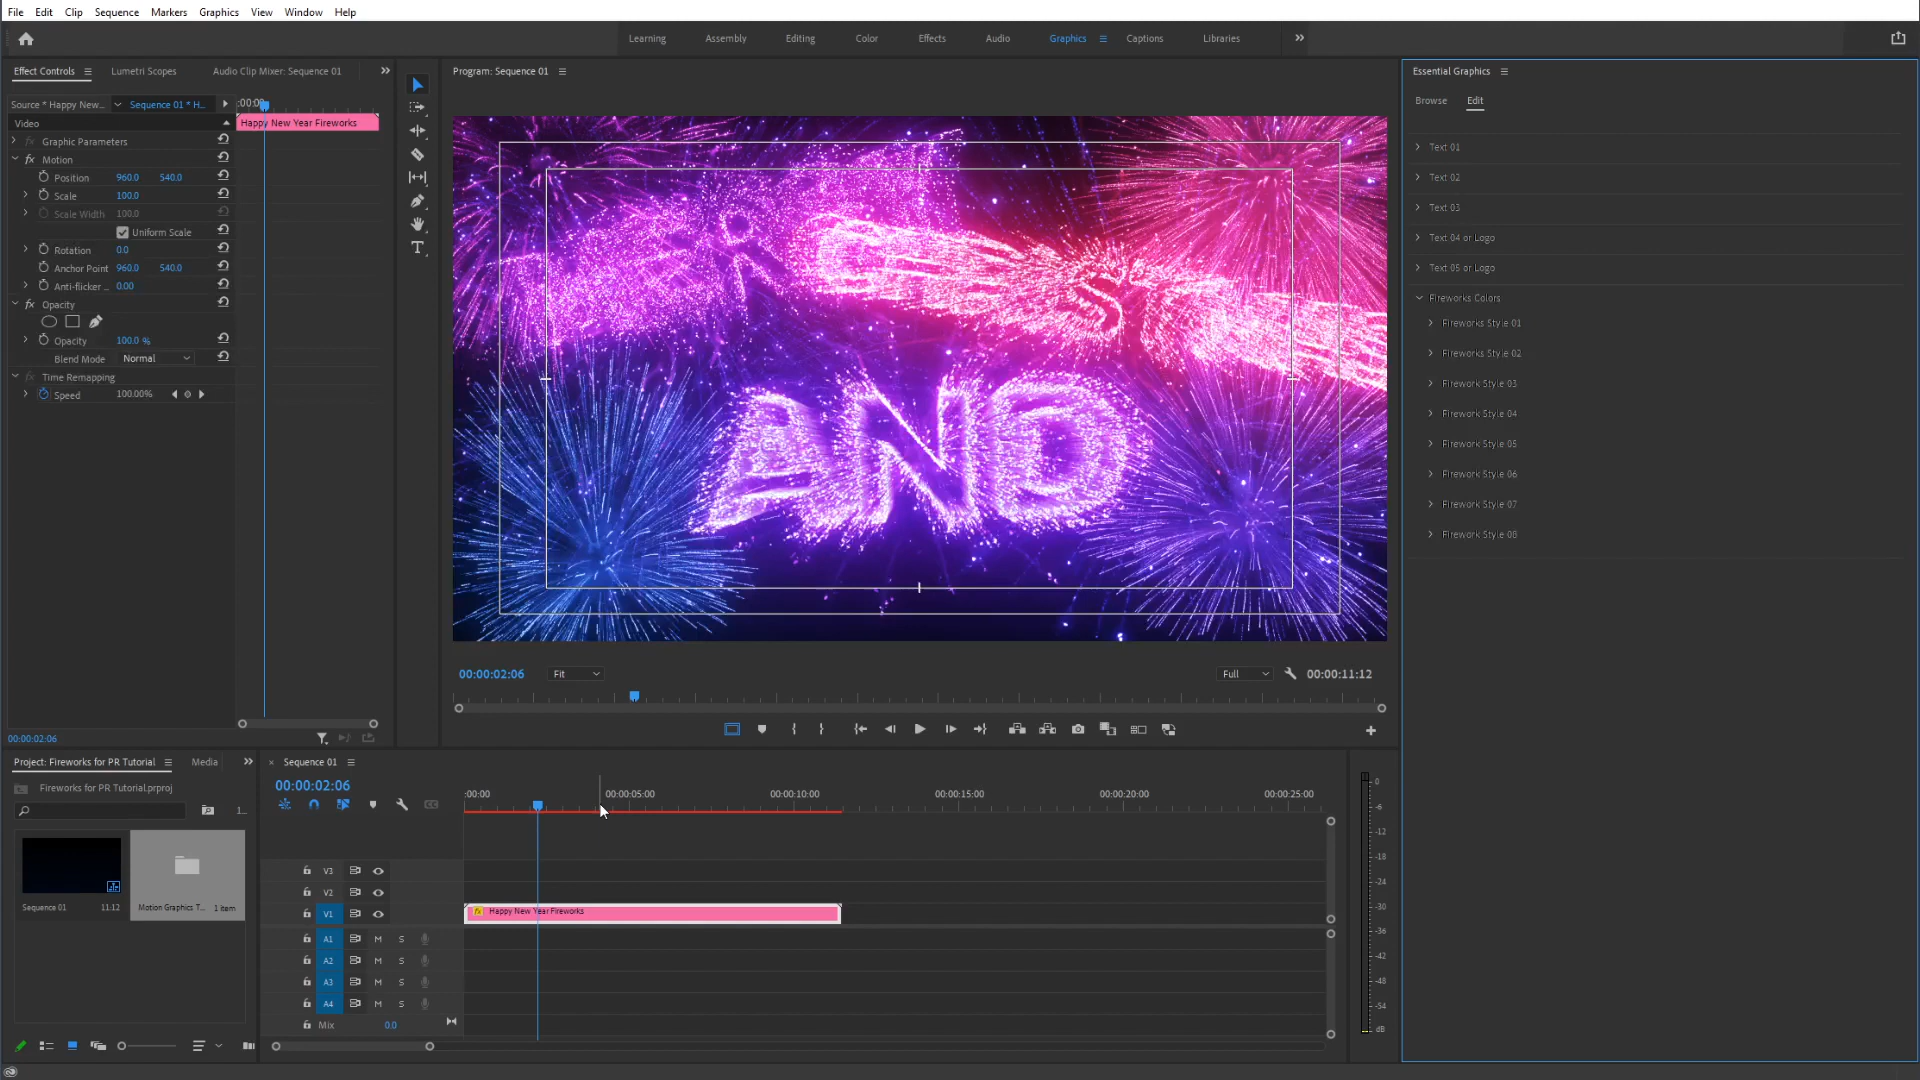 File Edit Clip Sequence Markers Graphics View Window Help
Learning Assembly Editing Color Effects Audio Graphics Captions Libraries
Effect Controls Lumetri Scopes Audio Clip Mixer: Sequence 01
Source * Happy New... Sequence 01 * H... :00:00
Video Happy New Year Fireworks
Graphic Parameters
Motion
Position 960.0 540.0
Scale 100.0
Scale Width 100.0
Uniform Scale
Rotation 0.0
Anchor Point 960.0 540.0
Anti-flicker ... 0.00
Opacity
Opacity 100.0 %
Blend Mode Normal
Time Remapping
Speed 100.00%
00:00:02:06
Program: Sequence 01
AND
00:00:02:06 Fit Full 00:00:11:12
Essential Graphics
Browse Edit
Text 01
Text 02
Text 03
Text 04 or Logo
Text 05 or Logo
Fireworks Colors
Fireworks Style 01
Fireworks Style 02
Firework Style 03
Firework Style 04
Firework Style 05
Firework Style 06
Firework Style 07
Firework Style 08
Project: Fireworks for PR Tutorial Media
Fireworks for PR Tutorial.prproj
1...
Sequence 01 11:12 Motion Graphics T... 1 item
Sequence 01
00:00:02:06
:00:00 00:00:05:00 00:00:10:00 00:00:15:00 00:00:20:00 00:00:25:00
V3
V2
V1 fx Happy New Year Fireworks
A1 M S
A2 M S
A3 M S
A4 M S
Mix 0.0
0
-6
-12
-18
-24
-30
-36
-42
-48
-54
dB